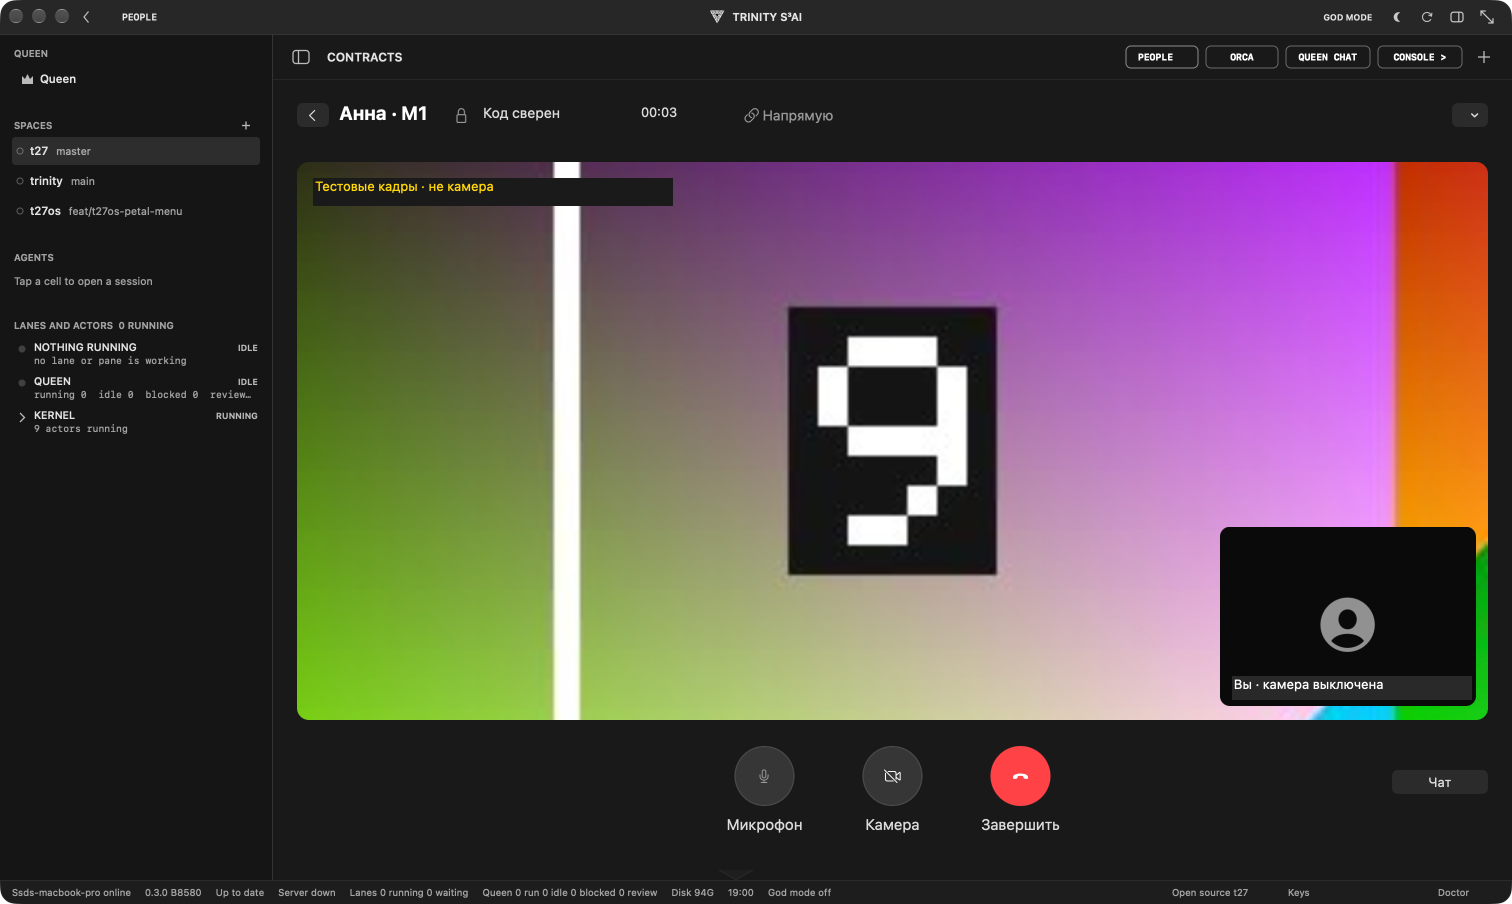 PEOPLE
TRINITY S³AI
GOD MODE
QUEEN
Queen
SPACES
t27 master
trinity main
t27os feat/t27os-petal-menu
AGENTS
Tap a cell to open a session
LANES AND ACTORS 0 RUNNING
NOTHING RUNNING IDLE
no lane or pane is working
QUEEN IDLE
running 0 idle 0 blocked 0 review…
KERNEL RUNNING
9 actors running
CONTRACTS
PEOPLE
ORCA
QUEEN CHAT
CONSOLE >
Анна · M1
Код сверен
00:03
Напрямую
Тестовые кадры · не камера
9
Вы · камера выключена
Микрофон
Камера
Завершить
Чат
Ssds-macbook-pro online 0.3.0 B8580 Up to date Server down Lanes 0 running 0 waiting Queen 0 run 0 idle 0 blocked 0 review Disk 94G 19:00 God mode off Open source t27 Keys Doctor